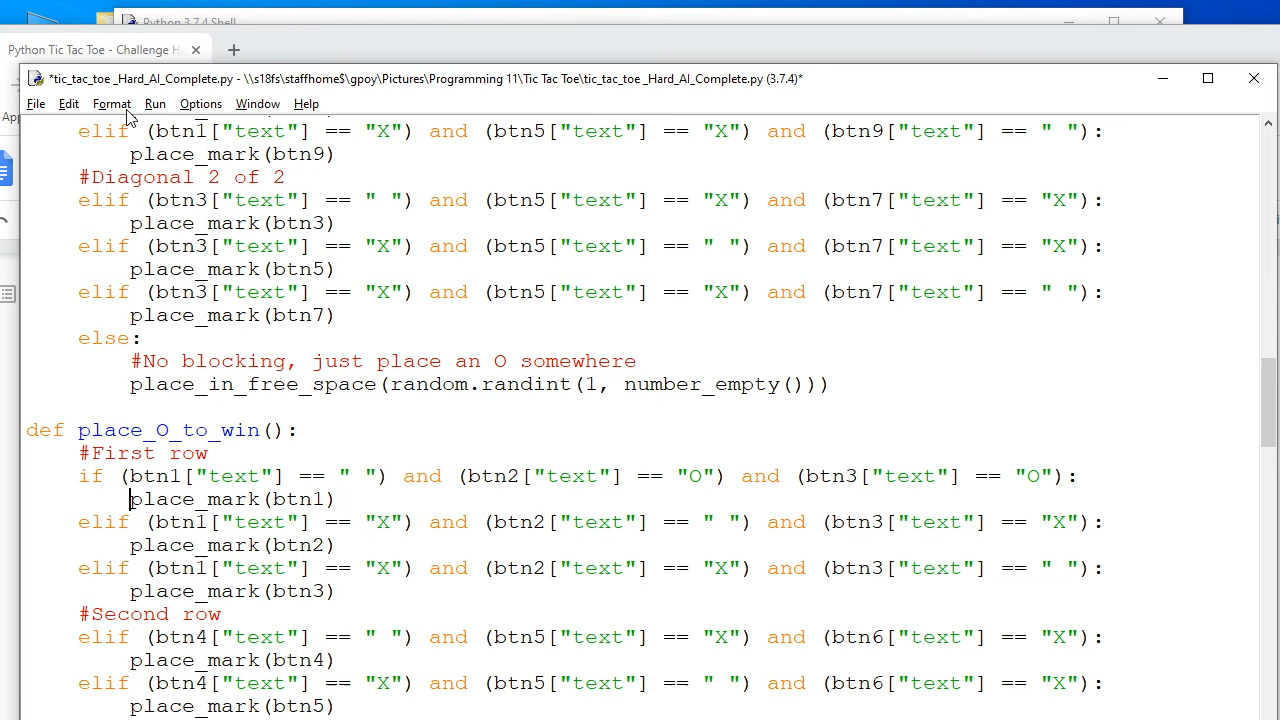 Python 3.7.4 Shell
Python Tic Tac Toe - Challenge H
*tic_tac_toe_Hard_AI_Complete.py - \\s18fs\staffhome$\gpoy\Pictures\Programming 11\Tic Tac Toe\tic_tac_toe_Hard_AI_Complete.py (3.7.4)*
File Edit Format Run Options Window Help
elif (btn1["text"] == "X") and (btn5["text"] == "X") and (btn9["text"] == " "):
place_mark(btn9)
#Diagonal 2 of 2
elif (btn3["text"] == " ") and (btn5["text"] == "X") and (btn7["text"] == "X"):
place_mark(btn3)
elif (btn3["text"] == "X") and (btn5["text"] == " ") and (btn7["text"] == "X"):
place_mark(btn5)
elif (btn3["text"] == "X") and (btn5["text"] == "X") and (btn7["text"] == " "):
place_mark(btn7)
else:
#No blocking, just place an O somewhere
place_in_free_space(random.randint(1, number_empty()))
def place_O_to_win():
#First row
if (btn1["text"] == " ") and (btn2["text"] == "O") and (btn3["text"] == "O"):
place_mark(btn1)
elif (btn1["text"] == "X") and (btn2["text"] == " ") and (btn3["text"] == "X"):
place_mark(btn2)
elif (btn1["text"] == "X") and (btn2["text"] == "X") and (btn3["text"] == " "):
place_mark(btn3)
#Second row
elif (btn4["text"] == " ") and (btn5["text"] == "X") and (btn6["text"] == "X"):
place_mark(btn4)
elif (btn4["text"] == "X") and (btn5["text"] == " ") and (btn6["text"] == "X"):
place_mark(btn5)